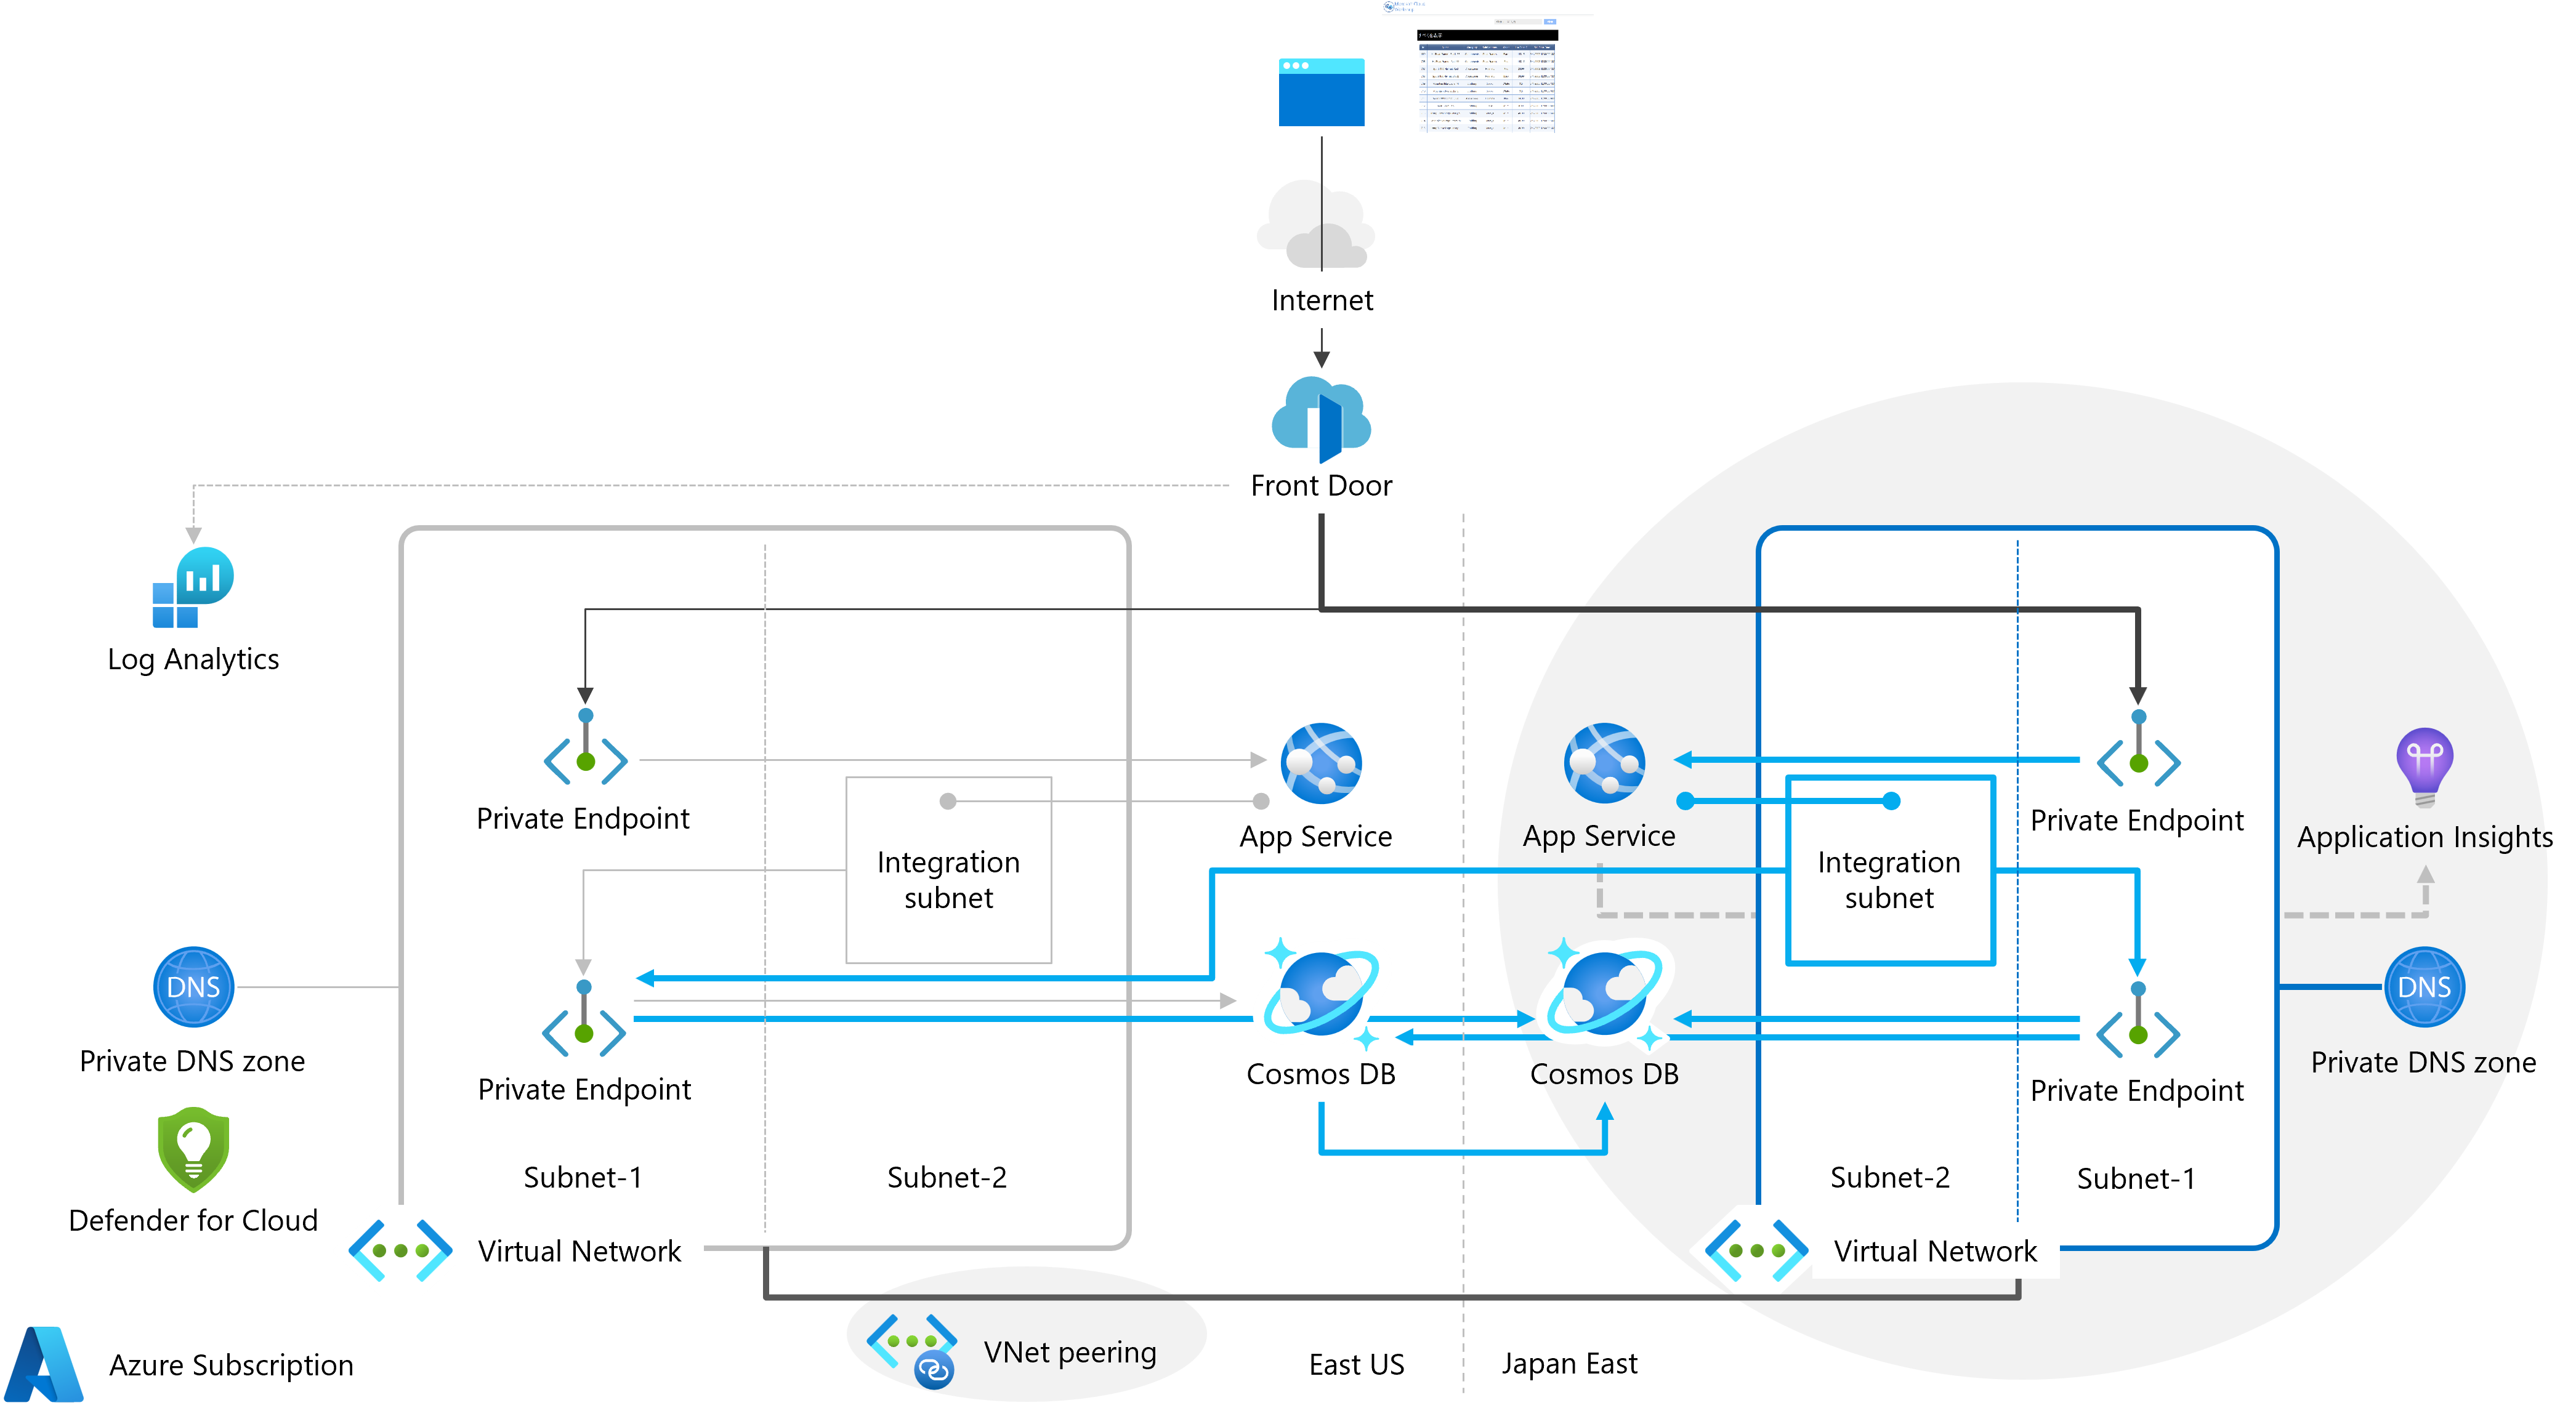 Internet
Front Door
Log Analytics
Private Endpoint
App Service
App Service
Private Endpoint
Application Insights
Integration
subnet
Integration
subnet
DNS
DNS
Private DNS zone
Private Endpoint
Cosmos DB
Cosmos DB
Private Endpoint
Private DNS zone
Subnet-1
Subnet-2
Subnet-2
Subnet-1
Defender for Cloud
Virtual Network
Virtual Network
VNet peering
Azure Subscription
East US
Japan East